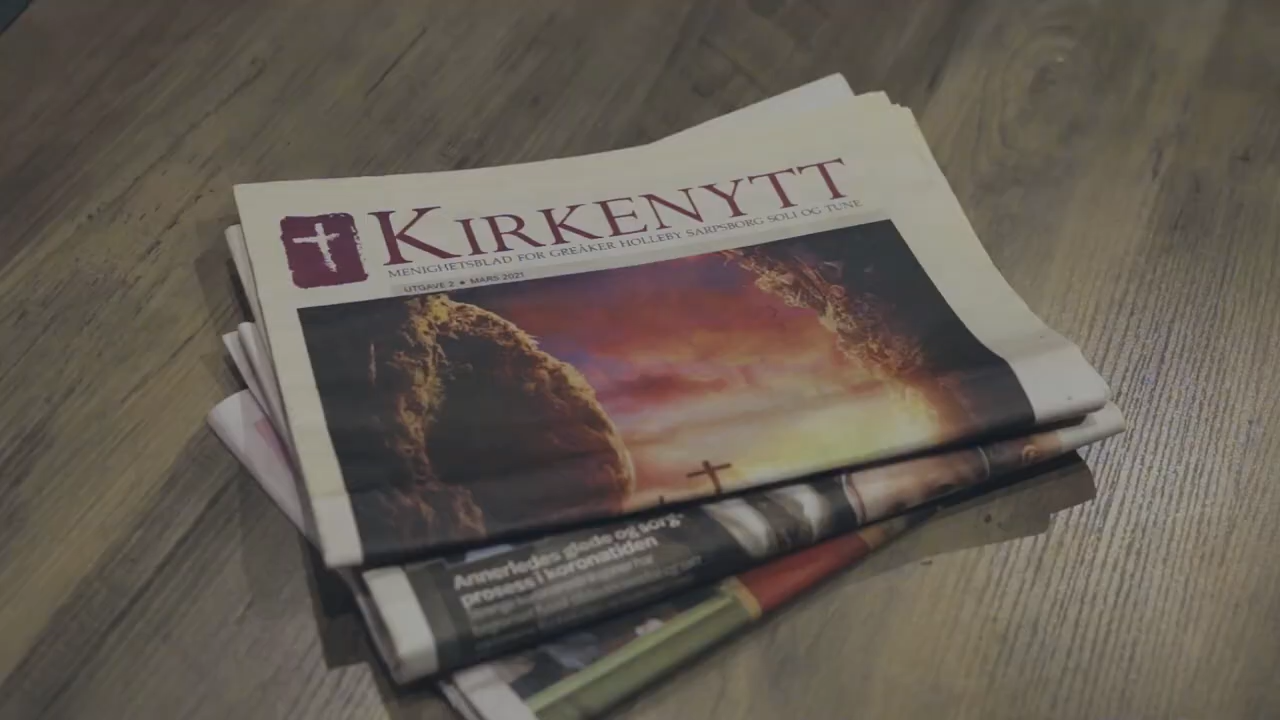 KIRKENYTT
MENIGHETSBLAD FOR GREÅKER HOLLEBY SARPSBORG SOLI OG TUNE
UTGAVE 2 ● MARS 2021
Annerledes glede og sorg-
prosess i koronatiden